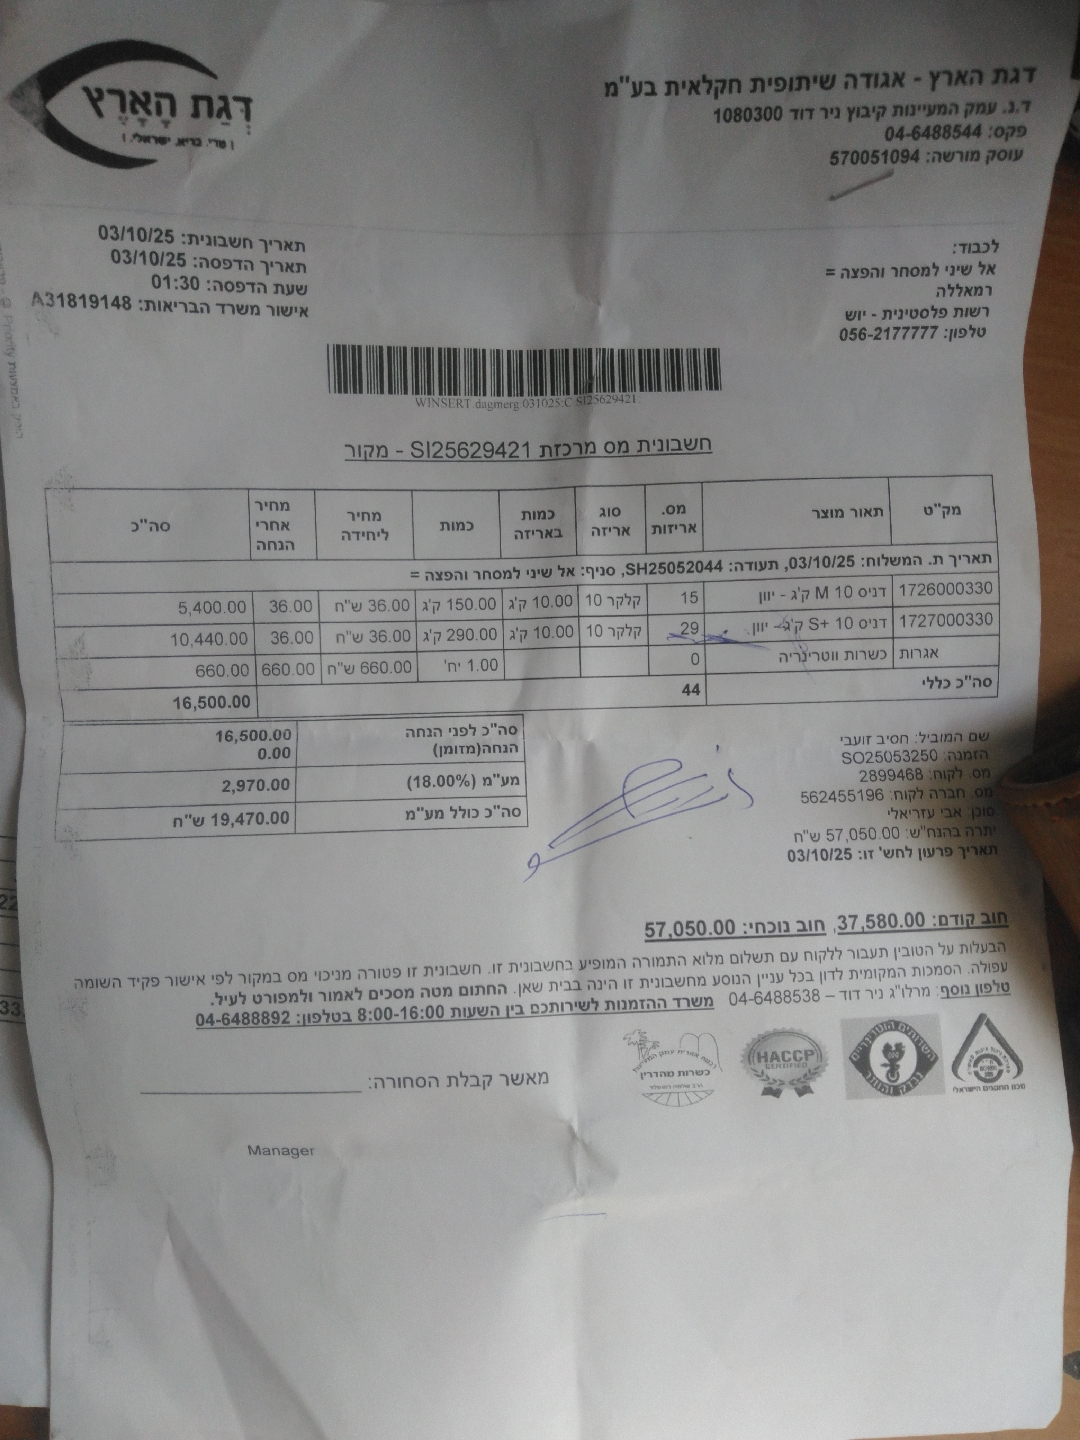 דגת הארץ - אגודה שיתופית חקלאית בע"מ
ד.נ. עמק המעיינות קיבוץ ניר דוד 1080300
פקס: 04-6488544
עוסק מורשה: 570051094
דְגַת הָאָרֶץ
( טרי. בריא. ישראלי. )
לכבוד:
אל שיני למסחר והפצה =
רמאללה
רשות פלסטינית - יוש
טלפון: 056-2177777
תאריך חשבונית: 03/10/25
תאריך הדפסה: 03/10/25
שעת הדפסה: 01:30
אישור משרד הבריאות: A31819148
WINSERT.dagmerg:031025:C:SI25629421:
חשבונית מס מרכזת SI25629421 - מקור
מק"ט תאור מוצר מס. אריזות סוג אריזה כמות באריזה כמות מחיר ליחידה מחיר אחרי הנחה סה"כ
תאריך ת. המשלוח: 03/10/25, תעודה: SH25052044, סניף: אל שיני למסחר והפצה =
1726000330 דניס M 10 ק'ג - יוון 15 קלקר 10 10.00 ק'ג 150.00 ק'ג 36.00 ש"ח 36.00 5,400.00
1727000330 דניס S+ 10 ק'ג - יוון 29 קלקר 10 10.00 ק'ג 290.00 ק'ג 36.00 ש"ח 36.00 10,440.00
אגרות כשרות ווטרינריה 0 1.00 יח' 660.00 ש"ח 660.00 660.00
סה"כ כללי 44 16,500.00
סה"כ לפני הנחה 16,500.00
הנחה(מזומן) 0.00
מע"מ (18.00%) 2,970.00
סה"כ כולל מע"מ 19,470.00 ש"ח
שם המוביל: חסיב זועבי
הזמנה: SO25053250
מס. לקוח: 2899468
מס. חברה לקוח: 562455196
סוכן: אבי עזריאלי
יתרה בהנח"ש: 57,050.00 ש"ח
תאריך פרעון לחש' זו: 03/10/25
חוב קודם: 37,580.00, חוב נוכחי: 57,050.00
הבעלות על הטובין תעבור ללקוח עם תשלום מלוא התמורה המופיע בחשבונית זו. חשבונית זו פטורה מניכוי מס במקור לפי אישור פקיד השומה
עפולה. הסמכות המקומית לדון בכל עניין הנוסע מחשבונית זו הינה בבית שאן. החתום מטה מסכים לאמור ולמפורט לעיל.
טלפון נוסף: מרלו"ג ניר דוד – 04-6488538 משרד ההזמנות לשירותכם בין השעות 8:00-16:00 בטלפון: 04-6488892
HACCP
CERTIFIED
כשרות מהדרין
מכון התקנים הישראלי
מאשר קבלת הסחורה:
Manager